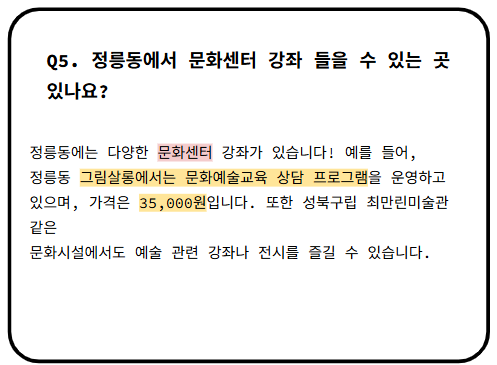 Q5. 정릉동에서 문화센터 강좌 들을 수 있는 곳
있나요?
정릉동에는 다양한 문화센터 강좌가 있습니다! 예를 들어,
정릉동 그림살롱에서는 문화예술교육 상담 프로그램을 운영하고
있으며, 가격은 35,000원입니다. 또한 성북구립 최만린미술관
같은
문화시설에서도 예술 관련 강좌나 전시를 즐길 수 있습니다.